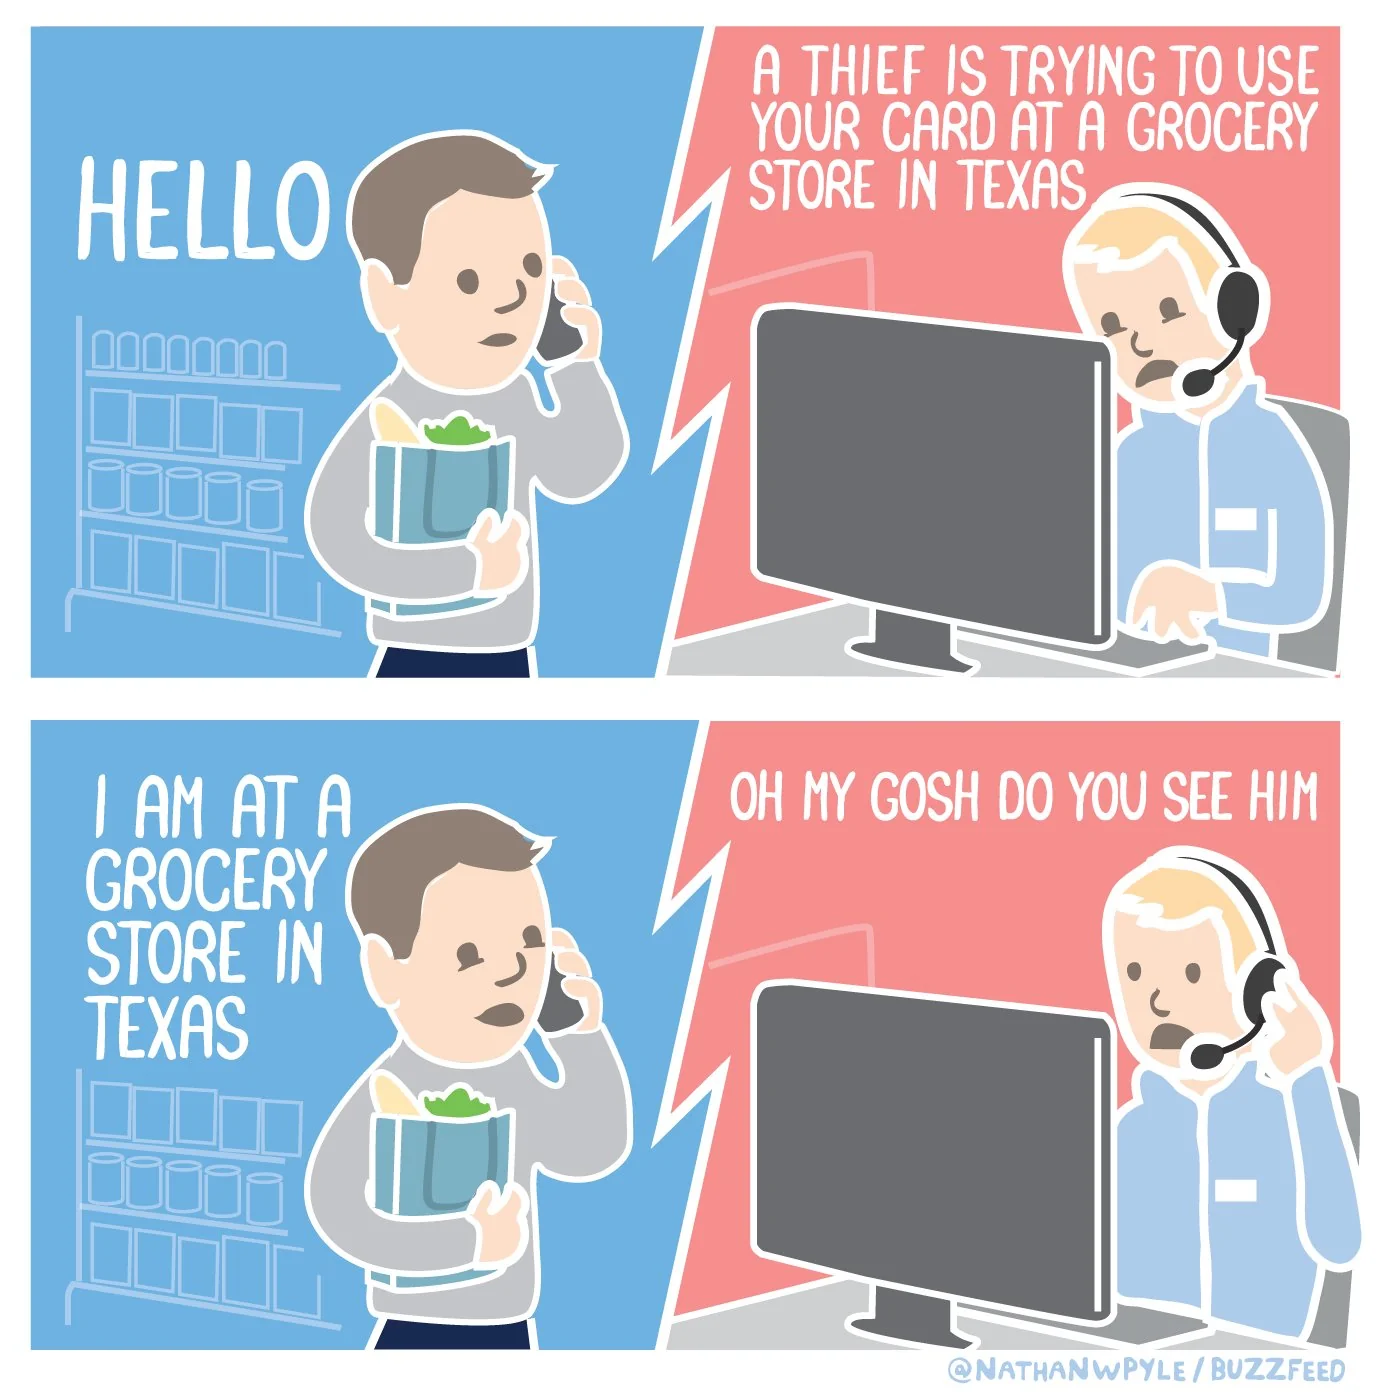 HELLO
A THIEF IS TRYING TO USE
YOUR CARD AT A GROCERY
STORE IN TEXAS
I AM AT A
GROCERY
STORE IN
TEXAS
OH MY GOSH DO YOU SEE HIM
@NATHANWPYLE / BUZZFEED